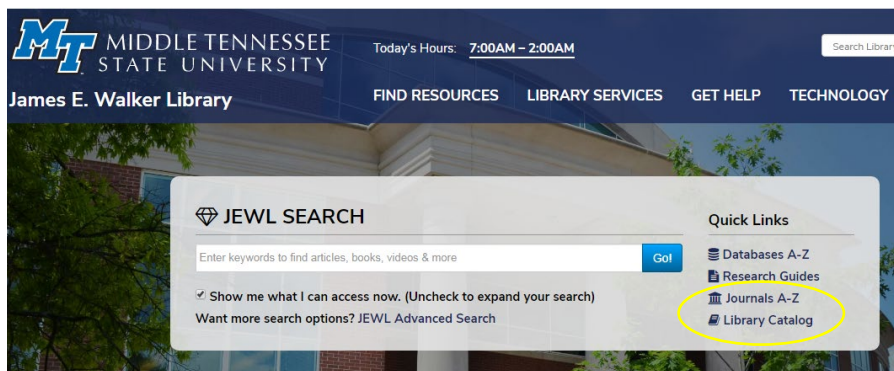 MT MIDDLE TENNESSEE
STATE UNIVERSITY
Today's Hours: 7:00AM – 2:00AM
Search Library
James E. Walker Library
FIND RESOURCES LIBRARY SERVICES GET HELP TECHNOLOGY
JEWL SEARCH
Enter keywords to find articles, books, videos & more
Go!
Show me what I can access now. (Uncheck to expand your search)
Want more search options? JEWL Advanced Search
Quick Links
Databases A-Z
Research Guides
Journals A-Z
Library Catalog